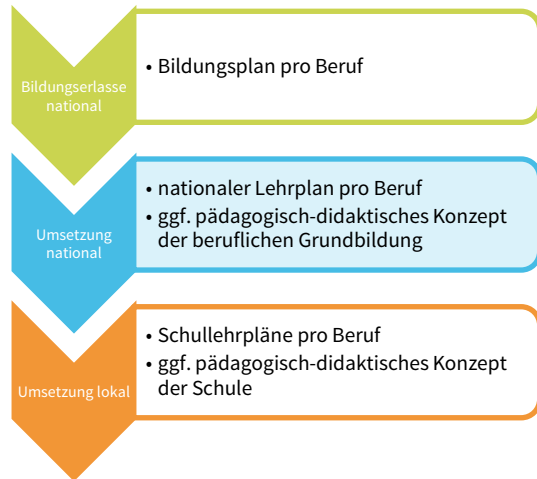 Bildungserlasse
national
• Bildungsplan pro Beruf
Umsetzung
national
• nationaler Lehrplan pro Beruf
• ggf. pädagogisch-didaktisches Konzept
der beruflichen Grundbildung
Umsetzung lokal
• Schullehrpläne pro Beruf
• ggf. pädagogisch-didaktisches Konzept
der Schule